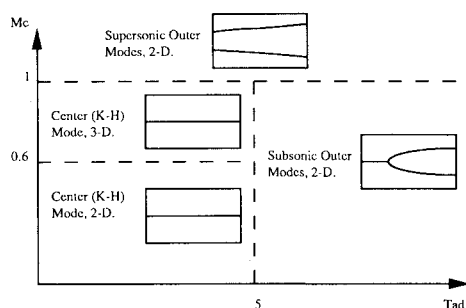 Mc
Supersonic Outer
Modes, 2-D.
1
Center (K-H)
Mode, 3-D.
0.6
Subsonic Outer
Modes, 2-D.
Center (K-H)
Mode, 2-D.
5
Tad